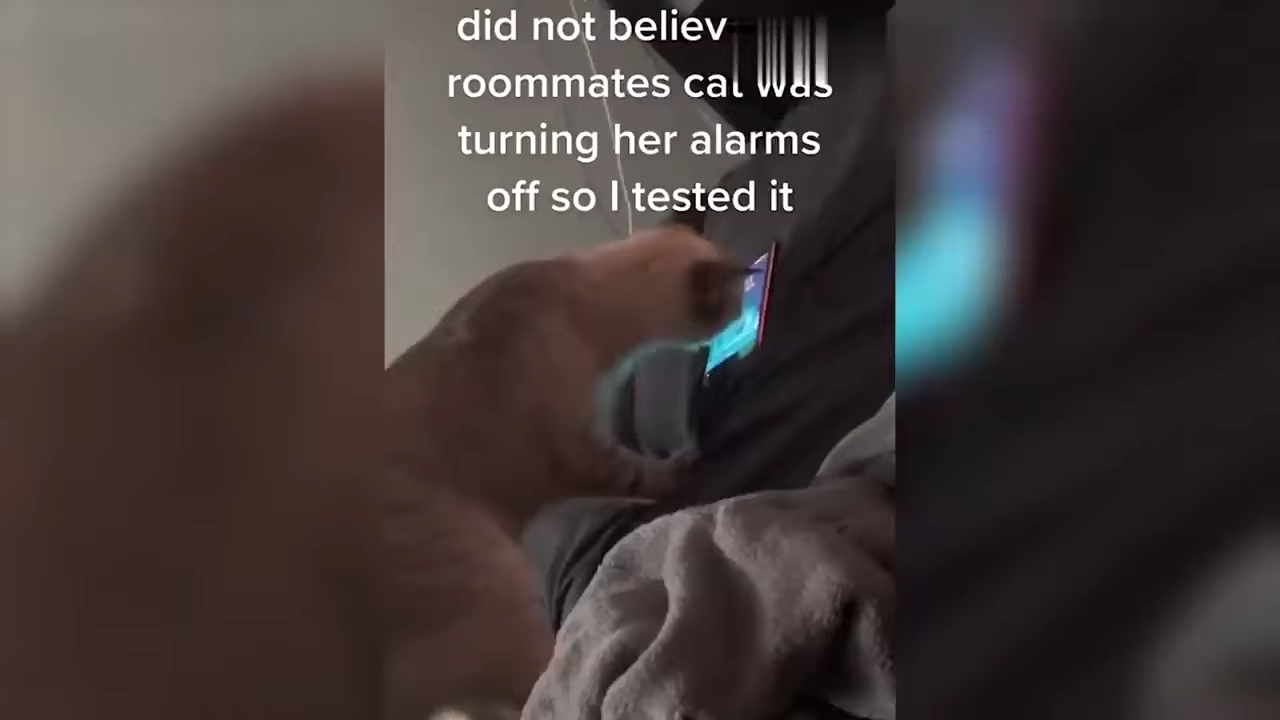 did not believ
roommates cat was
turning her alarms
off so I tested it